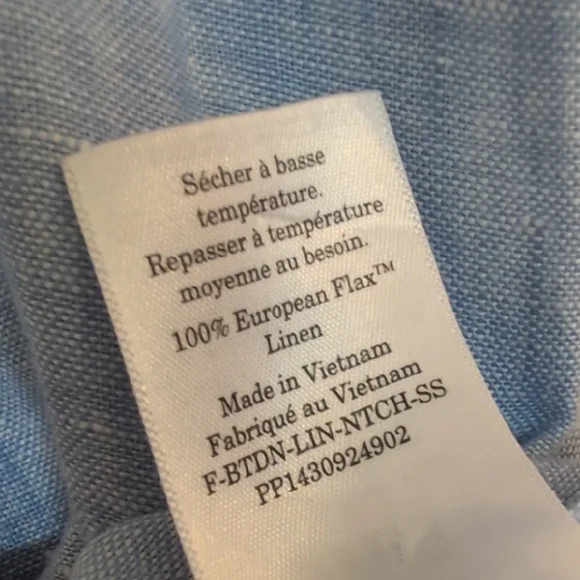 Sécher à basse
température.
Repasser à température
moyenne au besoin.
100% European Flax™
Linen
Made in Vietnam
Fabriqué au Vietnam
F-BTDN-LIN-NTCH-SS
PP1430924902